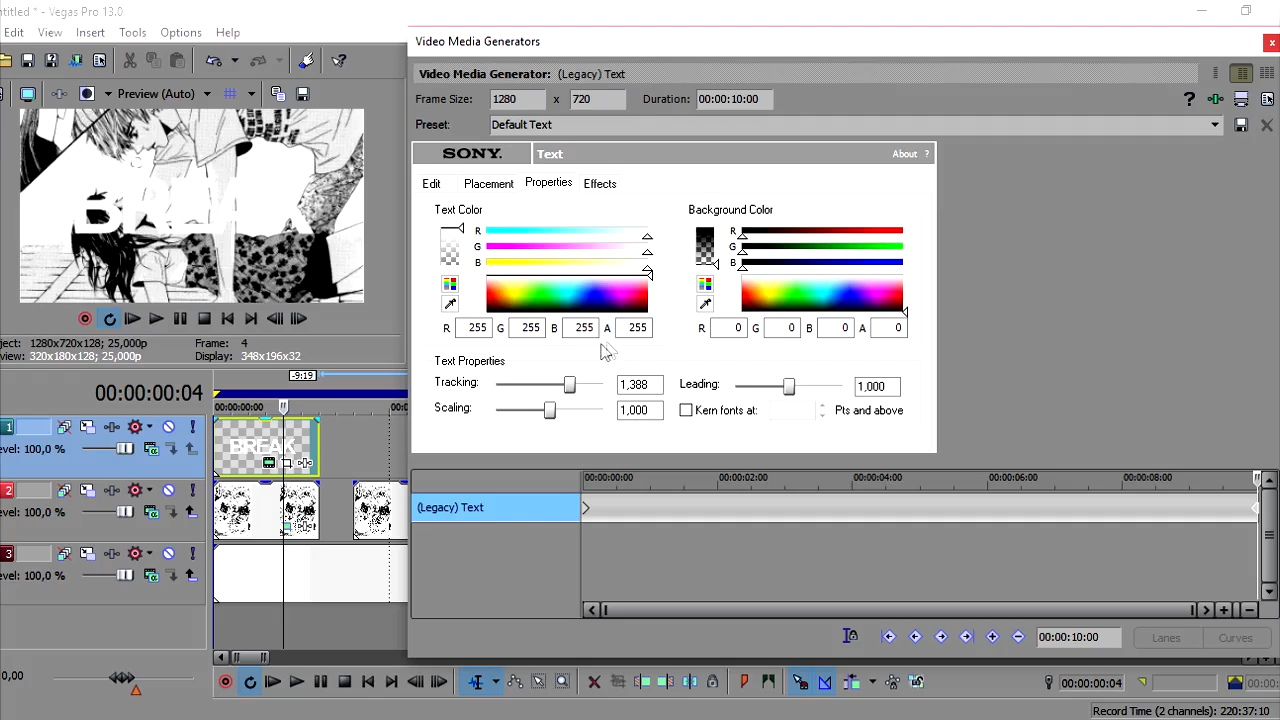 ntitled * - Vegas Pro 13.0
Edit View Insert Tools Options Help
Preview (Auto)
ject: 1280x720x128; 25,000p
Frame: 4
view: 320x180x128; 25,000p
Display: 348x196x32
-9:19
00:00:00:04
00:00:00:00
00:0
1
evel: 100,0 %
BREAK
2
evel: 100,0 %
3
evel: 100,0 %
0,00
Video Media Generators
Video Media Generator: (Legacy) Text
Frame Size: 1280 x 720 Duration: 00:00:10:00
Preset: Default Text
SONY. Text About ?
Edit Placement Properties Effects
Text Color
R
G
B
R 255 G 255 B 255 A 255
Background Color
R
G
B
R 0 G 0 B 0 A 0
Text Properties
Tracking: 1,388 Leading: 1,000
Scaling: 1,000 Kern fonts at: Pts and above
00:00:00:00 00:00:02:00 00:00:04:00 00:00:06:00 00:00:08:00
(Legacy) Text
00:00:10:00 Lanes Curves
00:00:00:04
Record Time (2 channels): 220:37:10